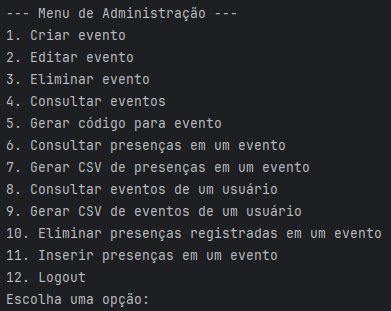 --- Menu de Administração ---
1. Criar evento
2. Editar evento
3. Eliminar evento
4. Consultar eventos
5. Gerar código para evento
6. Consultar presenças em um evento
7. Gerar CSV de presenças em um evento
8. Consultar eventos de um usuário
9. Gerar CSV de eventos de um usuário
10. Eliminar presenças registradas em um evento
11. Inserir presenças em um evento
12. Logout
Escolha uma opção: